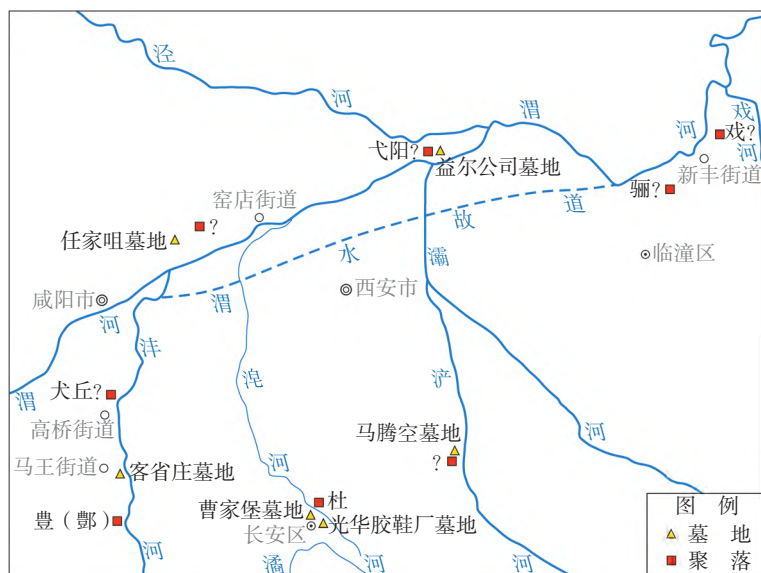 泾
河
渭
河
戏
河
戏?
新丰街道
弋阳?
益尔公司墓地
骊?
窑店街道
?
任家咀墓地
渭
水
故
道
灞
河
临潼区
西安市
咸阳市
渭
河
沣
河
犬丘?
高桥街道
马王街道
客省庄墓地
豐（酆）
皂
河
浐
河
马腾空墓地
?
杜
曹家堡墓地
长安区
光华胶鞋厂墓地
潏
河
图 例
墓 地
聚 落